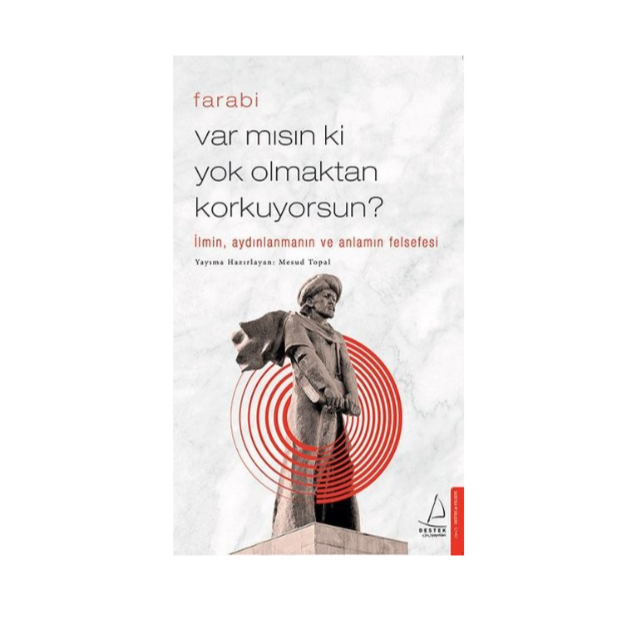 farabi
var mısın ki
yok olmaktan
korkuyorsun?
İlmin, aydınlanmanın ve anlamın felsefesi
Yayıma Hazırlayan: Mesud Topal
DESTEK